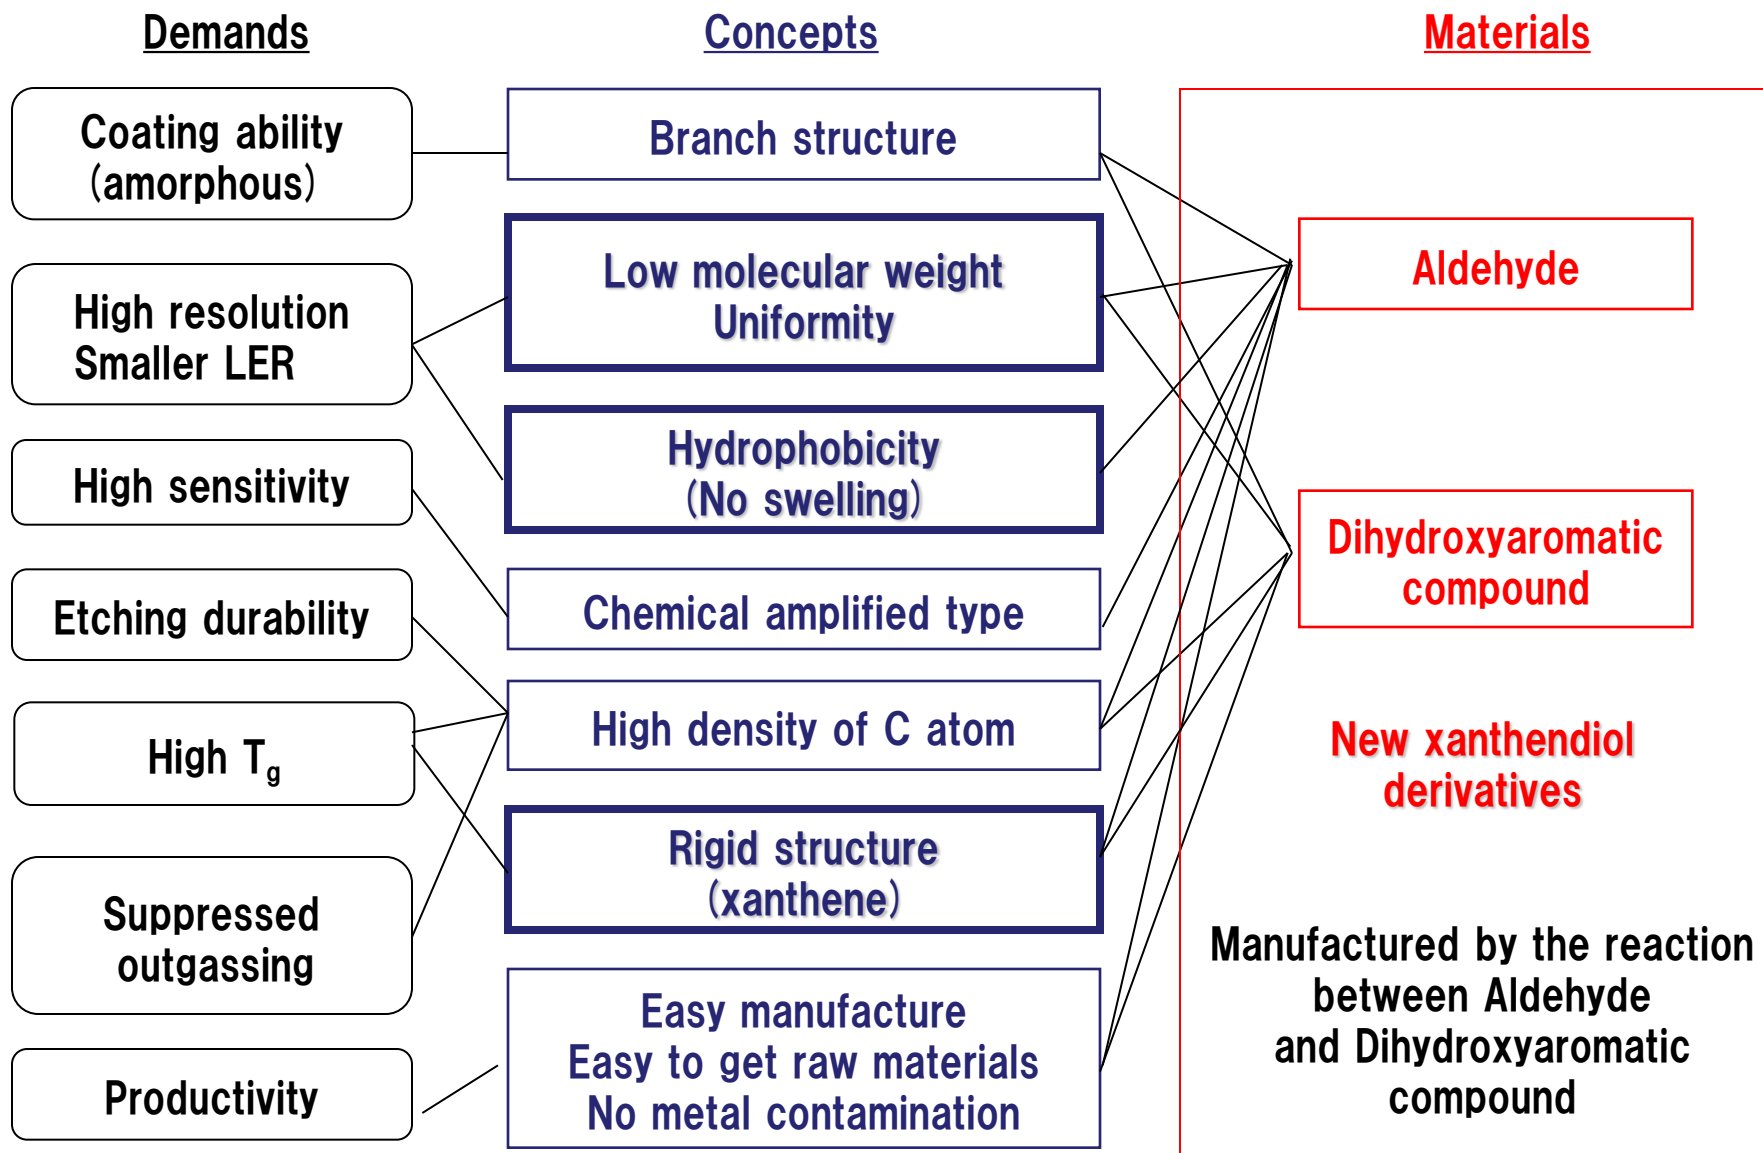 Demands
Concepts
Materials
Coating ability
(amorphous)
High resolution
Smaller LER
High sensitivity
Etching durability
High Tg
Suppressed
outgassing
Productivity
Branch structure
Low molecular weight
Uniformity
Hydrophobicity
(No swelling)
Chemical amplified type
High density of C atom
Rigid structure
(xanthene)
Easy manufacture
Easy to get raw materials
No metal contamination
Aldehyde
Dihydroxyaromatic
compound
New xanthendiol
derivatives
Manufactured by the reaction
between Aldehyde
and Dihydroxyaromatic
compound